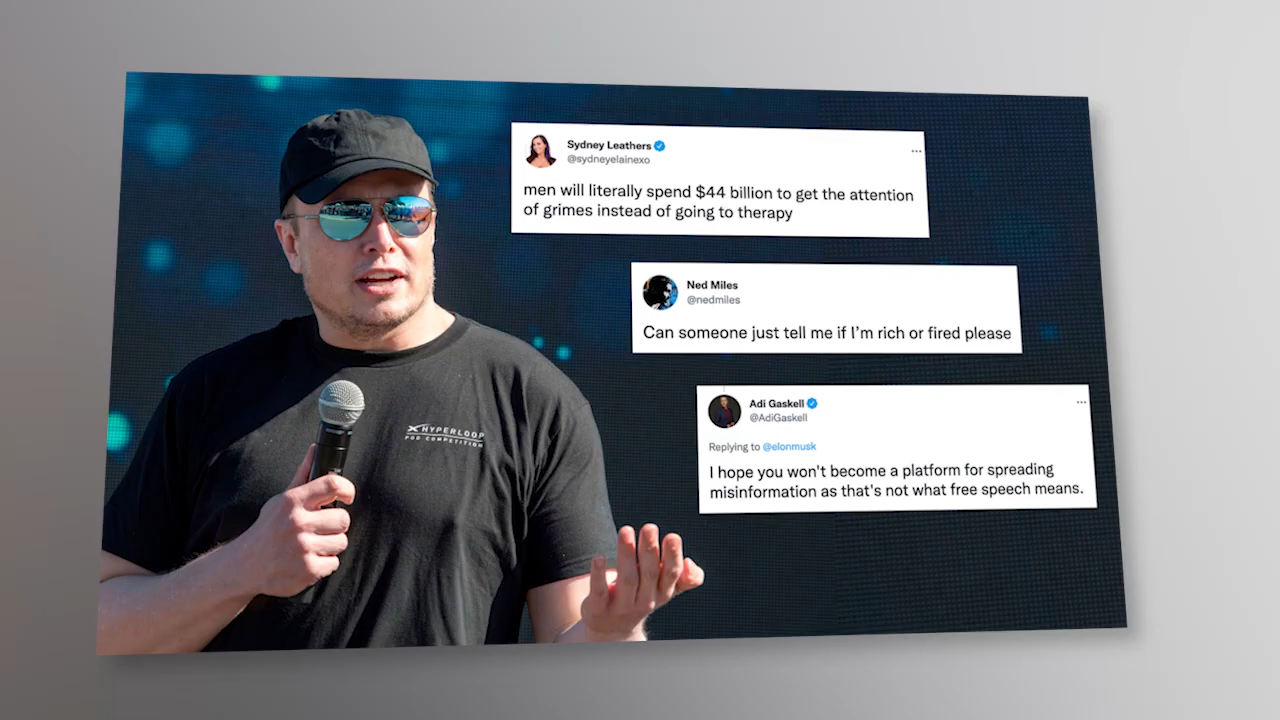 Sydney Leathers
@sydneyelainexo
men will literally spend $44 billion to get the attention
of grimes instead of going to therapy
Ned Miles
@nedmiles
Can someone just tell me if I'm rich or fired please
Adi Gaskell
@AdiGaskell
Replying to @elonmusk
I hope you won't become a platform for spreading
misinformation as that's not what free speech means.
HYPERLOOP
POD COMPETITION